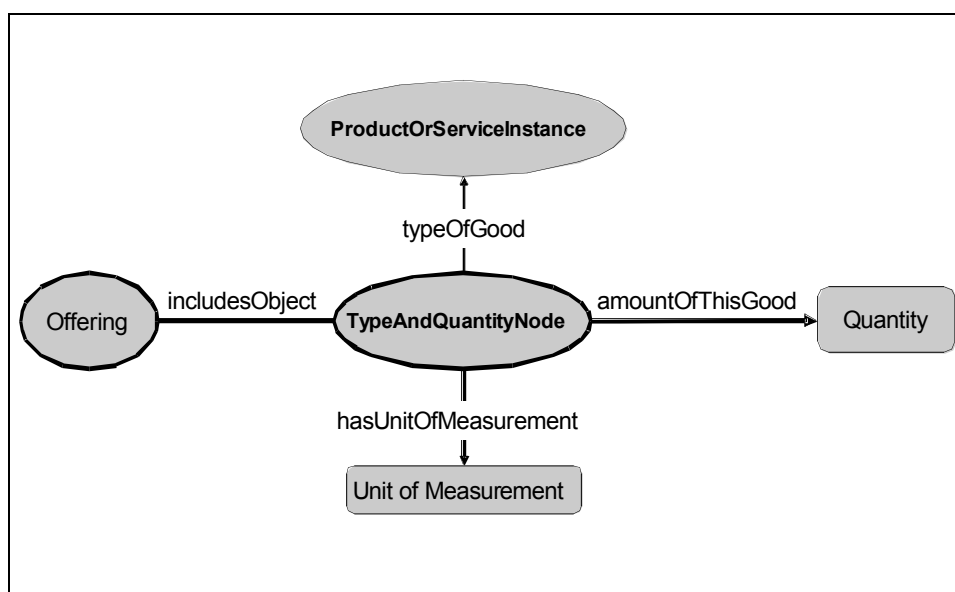 ProductOrServiceInstance
typeOfGood
includesObject
amountOfThisGood
Offering
TypeAndQuantityNode
Quantity
hasUnitOfMeasurement
Unit of Measurement